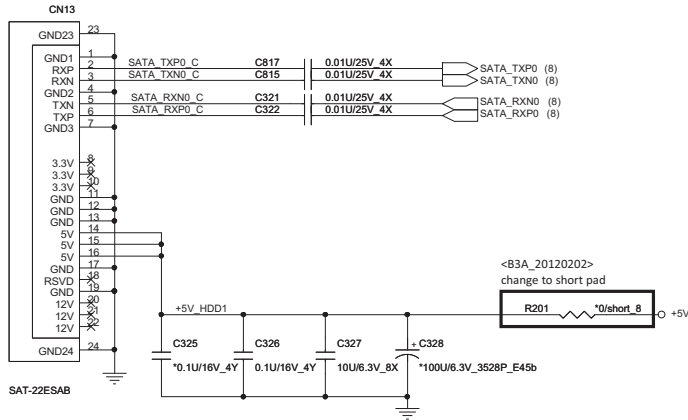 CN13
GND23 23
GND1 1
RXP 2 SATA_TXP0_C C817 0.01U/25V_4X SATA_TXP0 (8)
RXN 3 SATA_TXN0_C C815 0.01U/25V_4X SATA_TXN0 (8)
GND2 4
TXN 5 SATA_RXN0_C C321 0.01U/25V_4X SATA_RXN0 (8)
TXP 6 SATA_RXP0_C C322 0.01U/25V_4X SATA_RXP0 (8)
GND3 7
3.3V 8
3.3V 9
3.3V 10
GND 11
GND 12
GND 13
5V 14
5V 15
5V 16
GND 17
RSVD 18
GND 19
12V 20
12V 21
12V 22
GND24 24
SAT-22ESAB
<B3A_20120202>
change to short pad
R201 *0/short_8 +5V
+5V_HDD1
C325 C326 C327 + C328
*0.1U/16V_4Y 0.1U/16V_4Y 10U/6.3V_8X *100U/6.3V_3528P_E45b